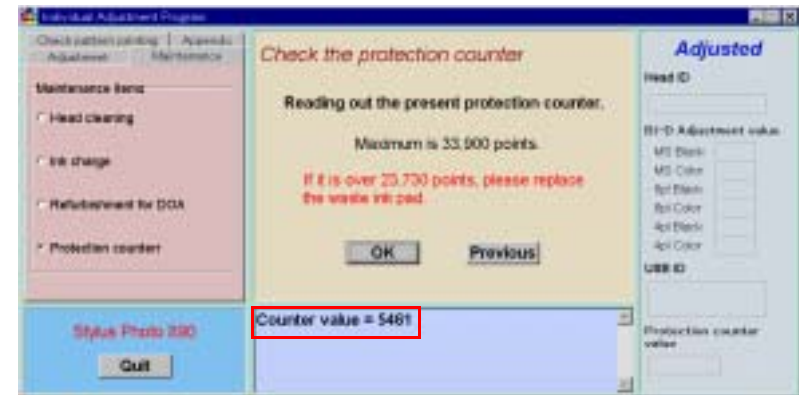 Individual Adjustment Program
Check pattern printing Appendix
Adjustment Maintenance
Maintenance items
Head cleaning
Ink charge
Refurbishment for DOA
Protection counterr
Stylus Photo 890
Quit
Check the protection counter
Reading out the present protection counter.
Maximum is 33,900 points.
If it is over 23,730 points, please replace
the waste ink pad.
OK Previous
Counter value = 5461
Adjusted
Head ID
BI-D Adjustment value
MS Black
MS Color
8pl Black
8pl Color
4pl Black
4pl Color
USB ID
Protection counter
value